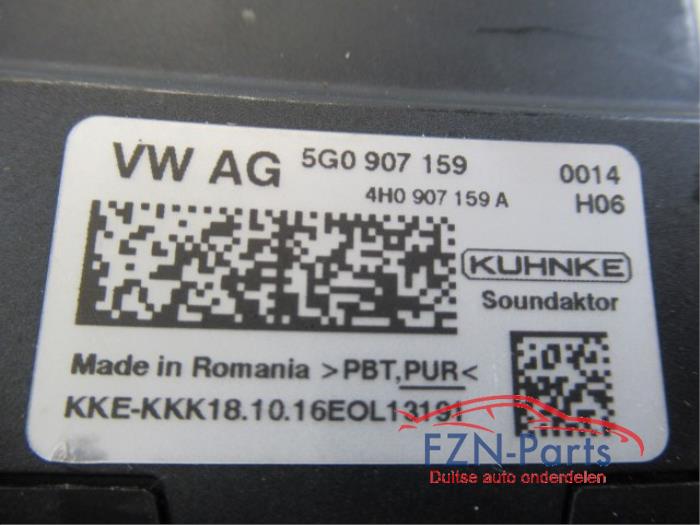 VW AG 5G0 907 159 0014
4H0 907 159 A H06
KUHNKE
Soundaktor
Made in Romania >PBT,PUR<
KKE-KKK18.10.16EOL13191
FZN-Parts
Duitse auto onderdelen